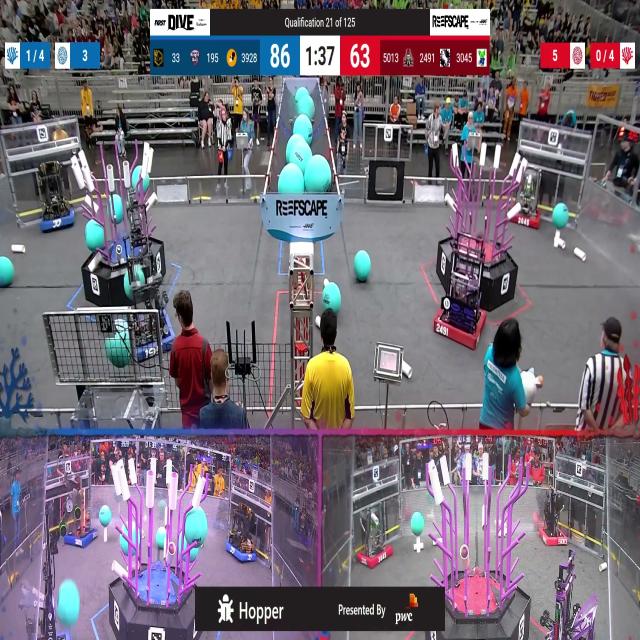 FIRST DIVE
Qualification 21 of 125
REEFSCAPE
1 / 4
3
33
195
3928
86
1:37
63
5013
2491
3045
5
0 / 4
REEFSCAPE
2491
Hopper
Presented By
pwc